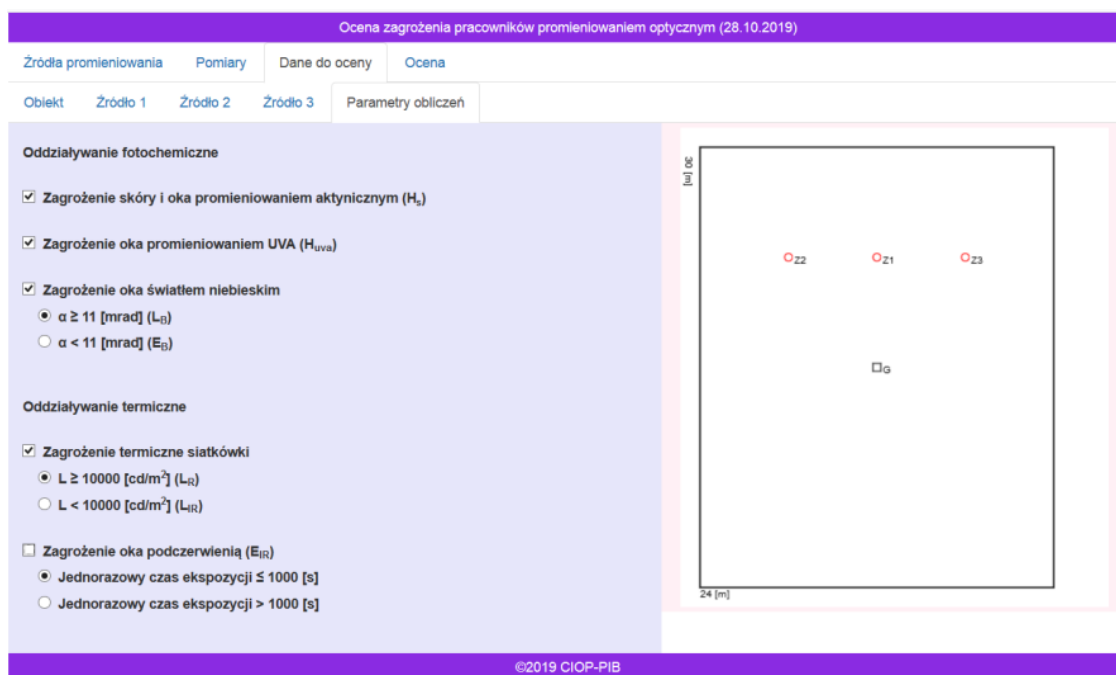 Ocena zagrożenia pracowników promieniowaniem optycznym (28.10.2019)
Źródła promieniowania Pomiary Dane do oceny Ocena
Obiekt Źródło 1 Źródło 2 Źródło 3 Parametry obliczeń
Oddziaływanie fotochemiczne
Zagrożenie skóry i oka promieniowaniem aktynicznym (Hs)
Zagrożenie oka promieniowaniem UVA (Huva)
Zagrożenie oka światłem niebieskim
α ≥ 11 [mrad] (LB)
α < 11 [mrad] (EB)
Oddziaływanie termiczne
Zagrożenie termiczne siatkówki
L ≥ 10000 [cd/m²] (LR)
L < 10000 [cd/m²] (LIR)
Zagrożenie oka podczerwienią (EIR)
Jednorazowy czas ekspozycji ≤ 1000 [s]
Jednorazowy czas ekspozycji > 1000 [s]
30 [m]
Z2 Z1 Z3
G
24 [m]
©2019 CIOP-PIB